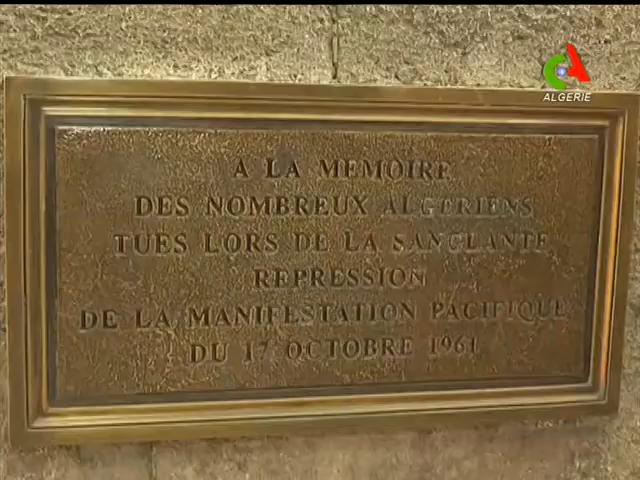 ALGERIE
A LA MEMOIRE
DES NOMBREUX ALGERIENS
TUES LORS DE LA SANGLANTE
REPRESSION
DE LA MANIFESTATION PACIFIQUE
DU 17 OCTOBRE 1961